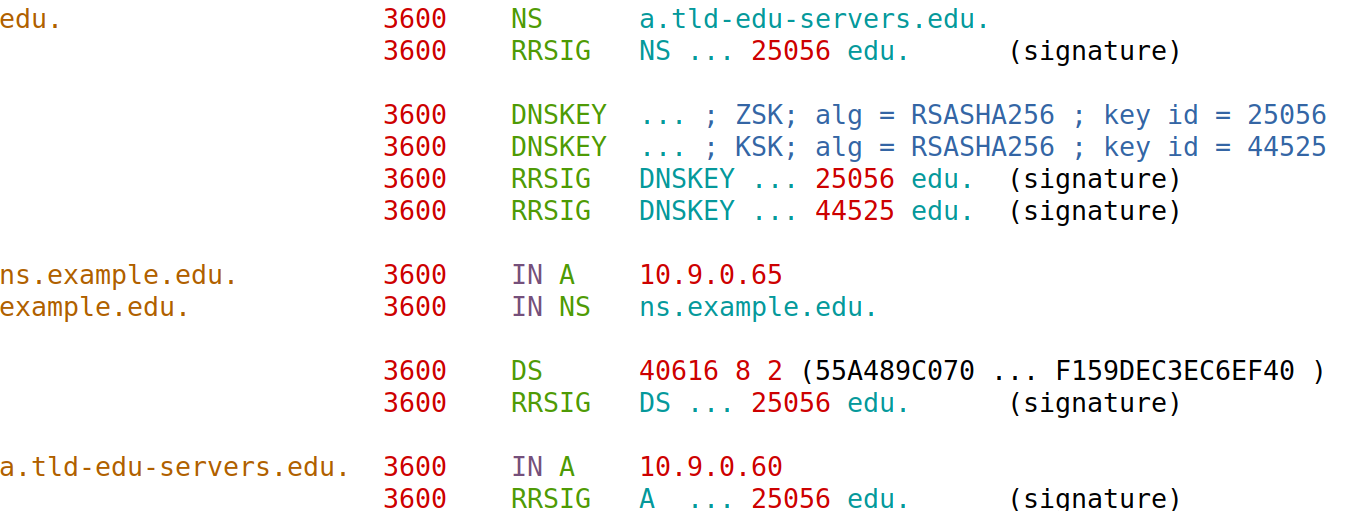 edu. 3600 NS a.tld-edu-servers.edu.
3600 RRSIG NS ... 25056 edu. (signature)
3600 DNSKEY ... ; ZSK; alg = RSASHA256 ; key id = 25056
3600 DNSKEY ... ; KSK; alg = RSASHA256 ; key id = 44525
3600 RRSIG DNSKEY ... 25056 edu. (signature)
3600 RRSIG DNSKEY ... 44525 edu. (signature)
ns.example.edu. 3600 IN A 10.9.0.65
example.edu. 3600 IN NS ns.example.edu.
3600 DS 40616 8 2 (55A489C070 ... F159DEC3EC6EF40 )
3600 RRSIG DS ... 25056 edu. (signature)
a.tld-edu-servers.edu. 3600 IN A 10.9.0.60
3600 RRSIG A ... 25056 edu. (signature)